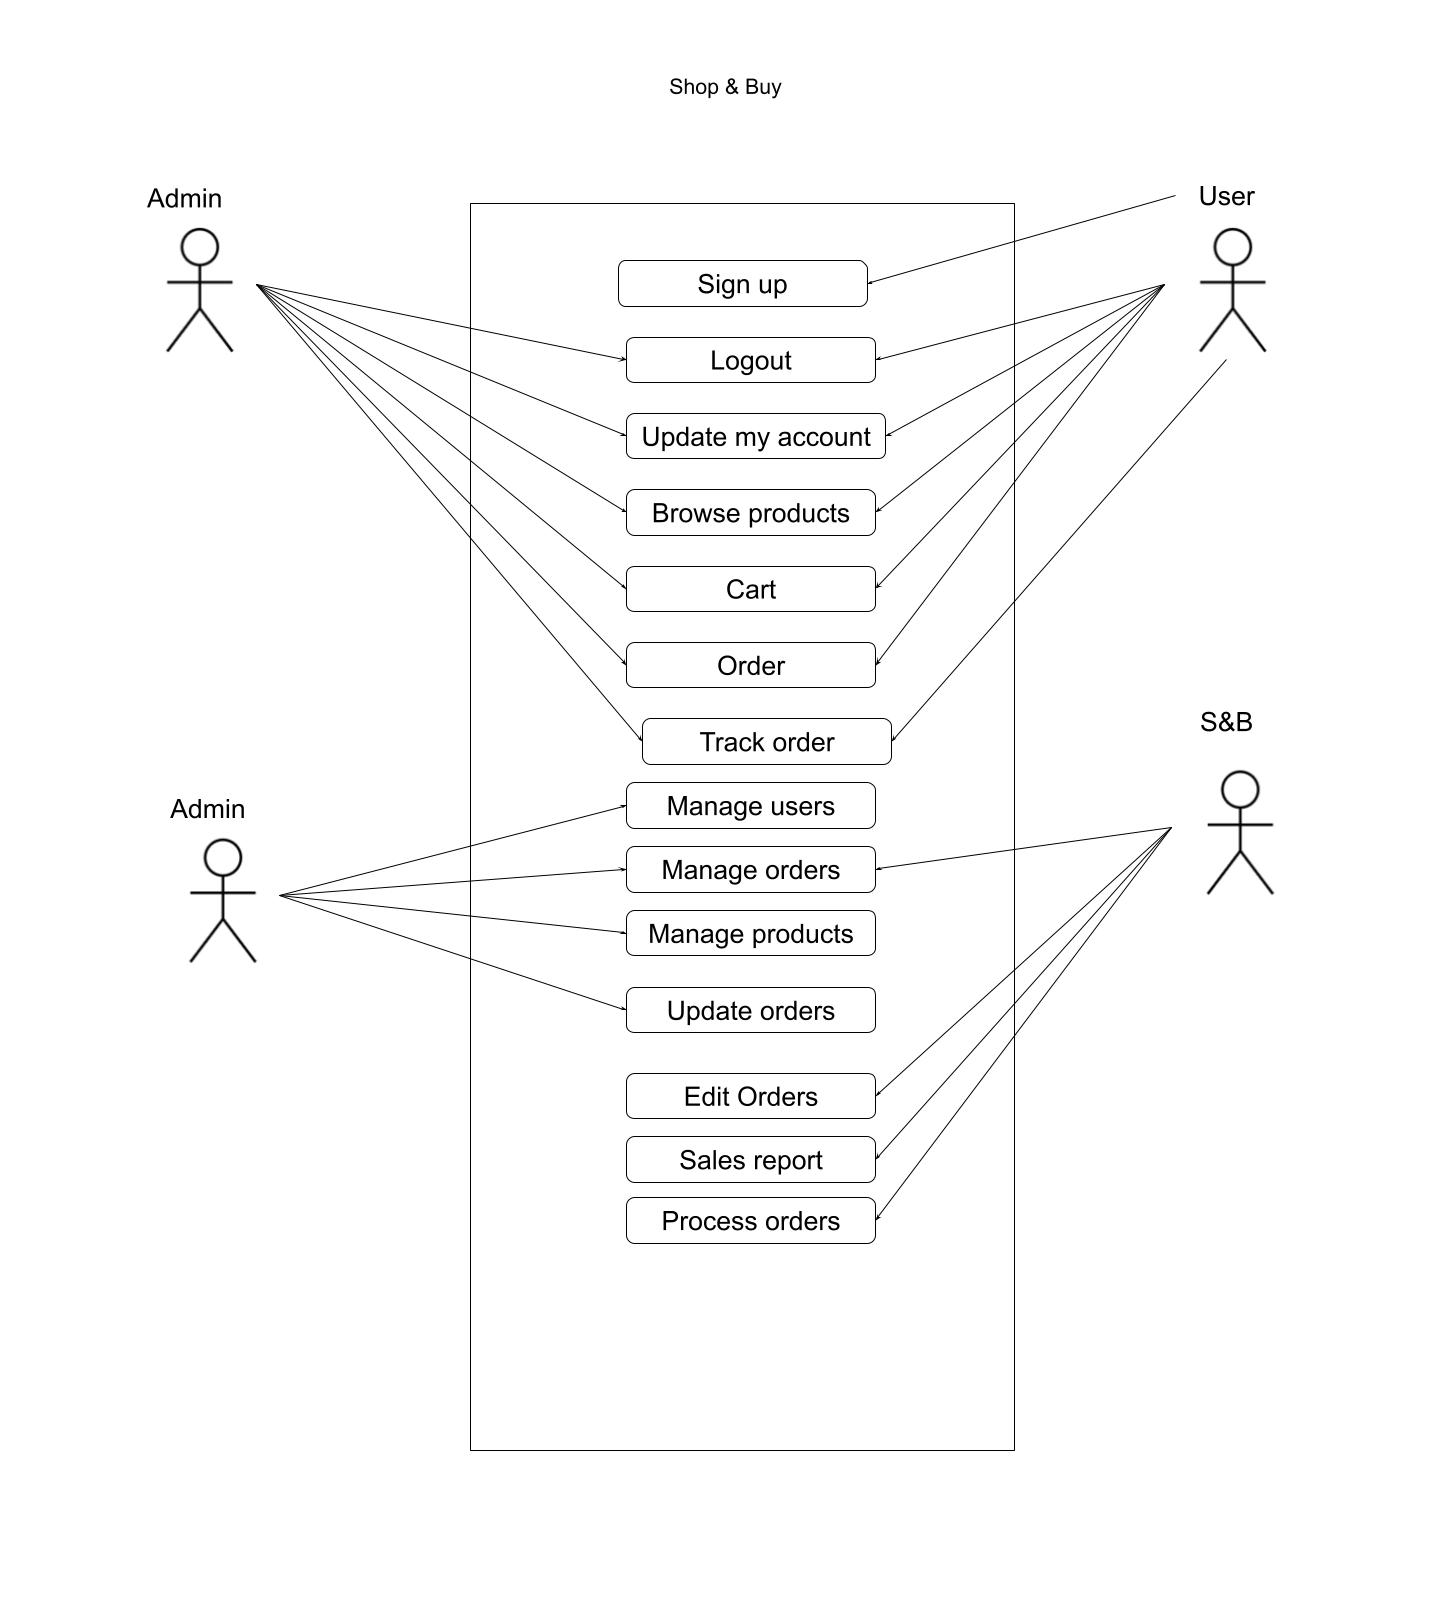 Shop & Buy
Admin
User
Sign up
Logout
Update my account
Browse products
Cart
Order
Track order
S&B
Admin
Manage users
Manage orders
Manage products
Update orders
Edit Orders
Sales report
Process orders